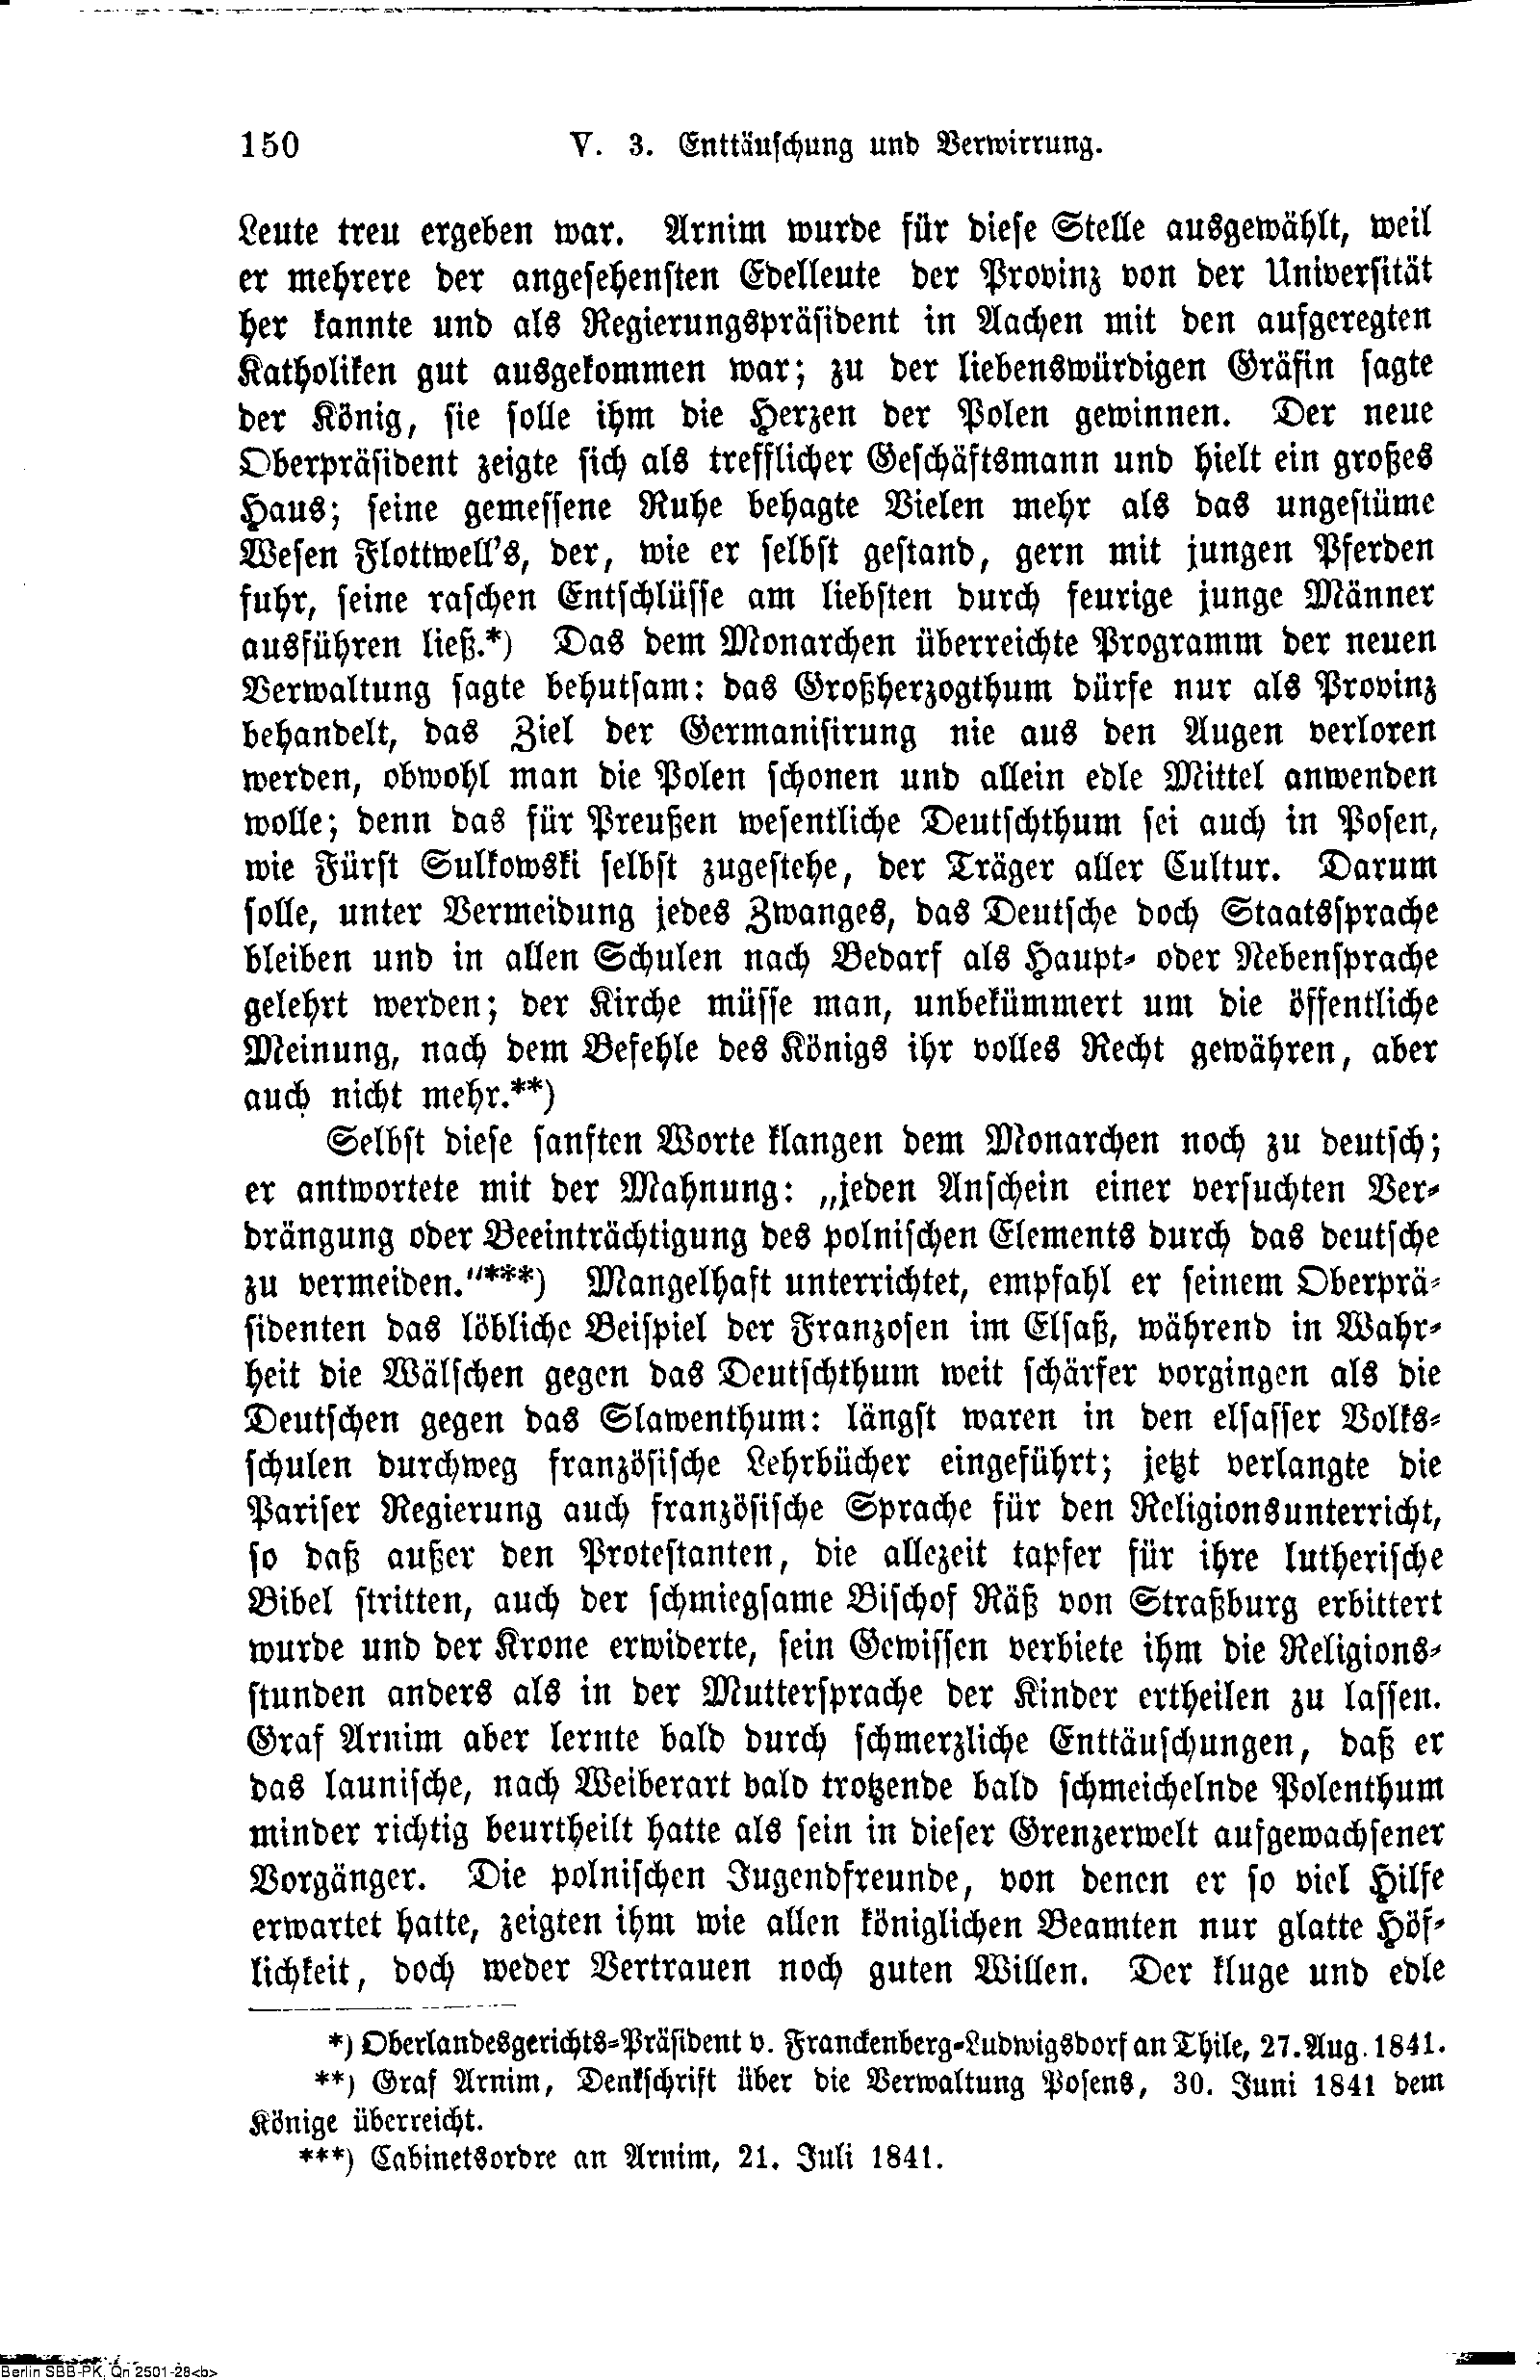 150 V. 3. Enttäuschung und Verwirrung.
Leute treu ergeben war. Arnim wurde für diese Stelle ausgewählt, weil
er mehrere der angesehensten Edelleute der Provinz von der Universität
her kannte und als Regierungspräsident in Aachen mit den aufgeregten
Katholiken gut ausgekommen war; zu der liebenswürdigen Gräfin sagte
der König, sie solle ihm die Herzen der Polen gewinnen. Der neue
Oberpräsident zeigte sich als trefflicher Geschäftsmann und hielt ein großes
Haus; seine gemessene Ruhe behagte Vielen mehr als das ungestüme
Wesen Flottwell's, der, wie er selbst gestand, gern mit jungen Pferden
fuhr, seine raschen Entschlüsse am liebsten durch feurige junge Männer
ausführen ließ.*) Das dem Monarchen überreichte Programm der neuen
Verwaltung sagte behutsam: das Großherzogthum dürfe nur als Provinz
behandelt, das Ziel der Germanisirung nie aus den Augen verloren
werden, obwohl man die Polen schonen und allein edle Mittel anwenden
wolle; denn das für Preußen wesentliche Deutschthum sei auch in Posen,
wie Fürst Sulkowski selbst zugestehe, der Träger aller Cultur. Darum
solle, unter Vermeidung jedes Zwanges, das Deutsche doch Staatssprache
bleiben und in allen Schulen nach Bedarf als Haupt- oder Nebensprache
gelehrt werden; der Kirche müsse man, unbekümmert um die öffentliche
Meinung, nach dem Befehle des Königs ihr volles Recht gewähren, aber
auch nicht mehr.**)
Selbst diese sanften Worte klangen dem Monarchen noch zu deutsch;
er antwortete mit der Mahnung: „jeden Anschein einer versuchten Ver-
drängung oder Beeinträchtigung des polnischen Elements durch das deutsche
zu vermeiden."***) Mangelhaft unterrichtet, empfahl er seinem Oberprä-
sidenten das löbliche Beispiel der Franzosen im Elsaß, während in Wahr-
heit die Wälschen gegen das Deutschthum weit schärfer vorgingen als die
Deutschen gegen das Slawenthum: längst waren in den elsasser Volks-
schulen durchweg französische Lehrbücher eingeführt; jetzt verlangte die
Pariser Regierung auch französische Sprache für den Religionsunterricht,
so daß außer den Protestanten, die allezeit tapfer für ihre lutherische
Bibel stritten, auch der schmiegsame Bischof Räß von Straßburg erbittert
wurde und der Krone erwiderte, sein Gewissen verbiete ihm die Religions-
stunden anders als in der Muttersprache der Kinder ertheilen zu lassen.
Graf Arnim aber lernte bald durch schmerzliche Enttäuschungen, daß er
das launische, nach Weiberart bald trotzende bald schmeichelnde Polenthum
minder richtig beurtheilt hatte als sein in dieser Grenzerwelt aufgewachsener
Vorgänger. Die polnischen Jugendfreunde, von denen er so viel Hilfe
erwartet hatte, zeigten ihm wie allen königlichen Beamten nur glatte Höf-
lichkeit, doch weder Vertrauen noch guten Willen. Der kluge und edle
*) Oberlandesgerichts-Präsident v. Franckenberg-Ludwigsdorf an Thile, 27. Aug. 1841.
**) Graf Arnim, Denkschrift über die Verwaltung Posens, 30. Juni 1841 dem
Könige überreicht.
***) Cabinetsordre an Arnim, 21. Juli 1841.
Berlin SBB-PK, Qn 2501-28<b>